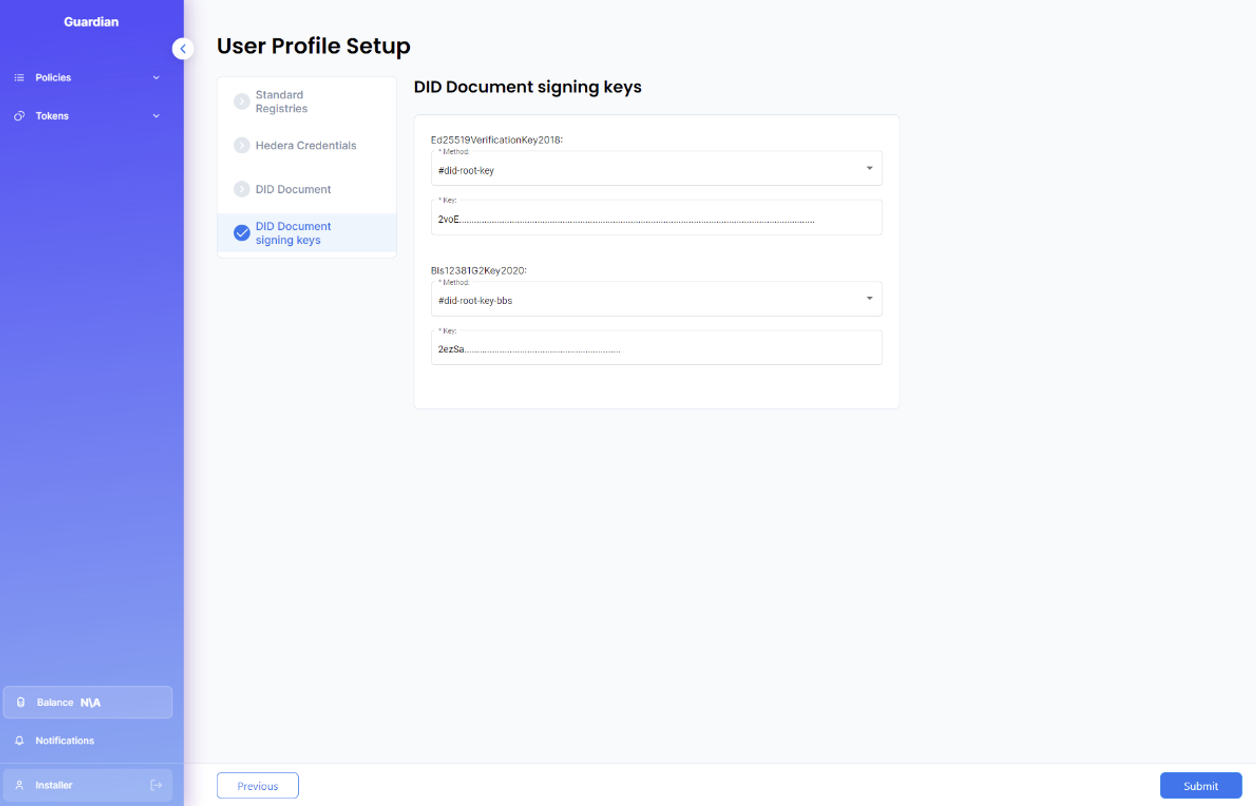 Guardian
Policies
Tokens
Balance N\A
Notifications
Installer
User Profile Setup
Standard
Registries
Hedera Credentials
DID Document
DID Document
signing keys
DID Document signing keys
Ed25519VerificationKey2018:
* Method:
#did-root-key
* Key:
2voE................................................................................................................................................
Bls12381G2Key2020:
* Method:
#did-root-key-bbs
* Key:
2ezSa..............................................................
Previous
Submit